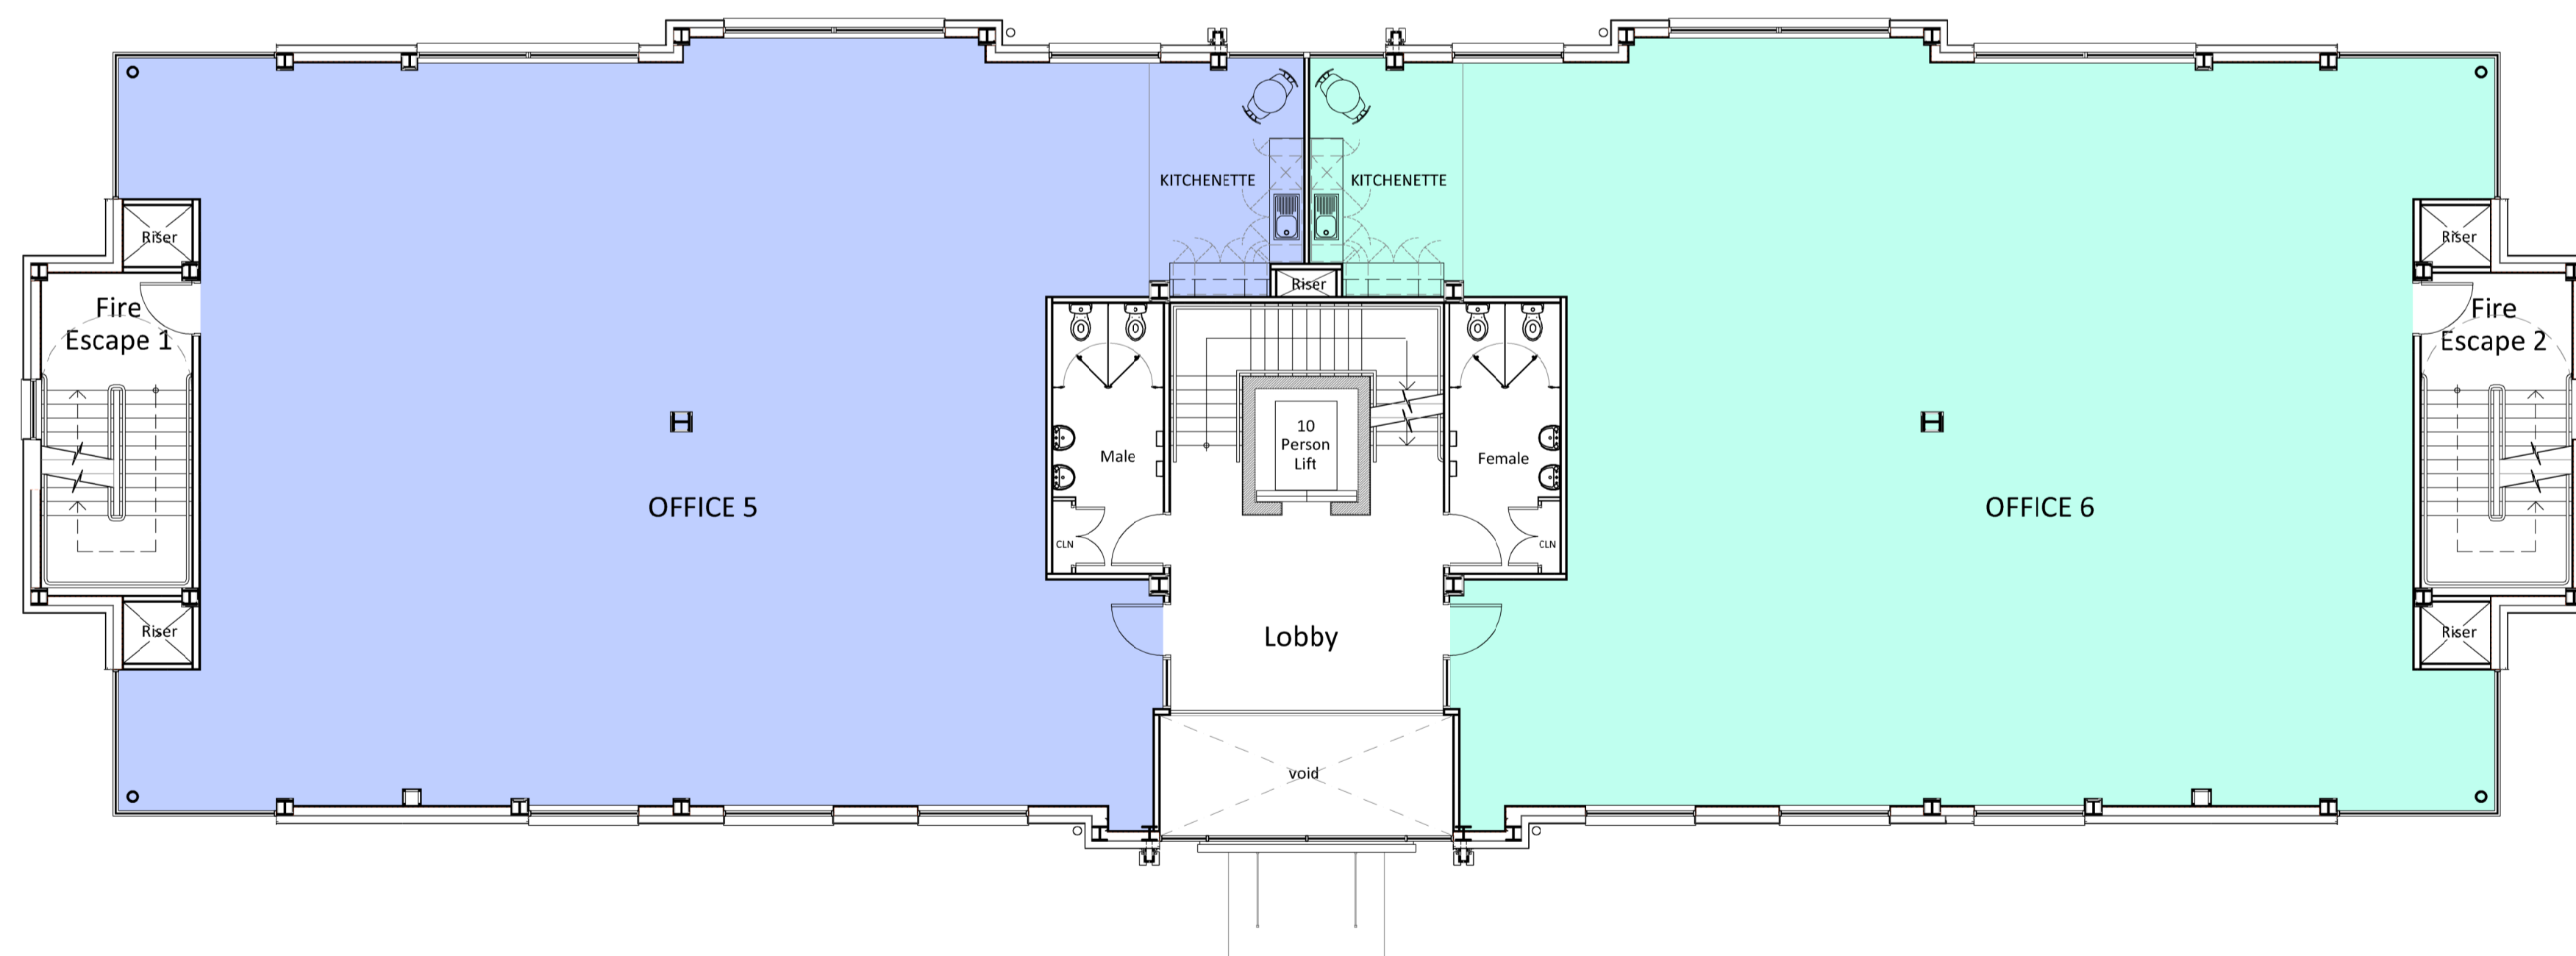 KITCHENETTE
KITCHENETTE
Riser
Riser
Riser
Fire
Escape 1
Fire
Escape 2
10
Person
Lift
Male
Female
OFFICE 5
OFFICE 6
CLN
CLN
Riser
Lobby
Riser
void